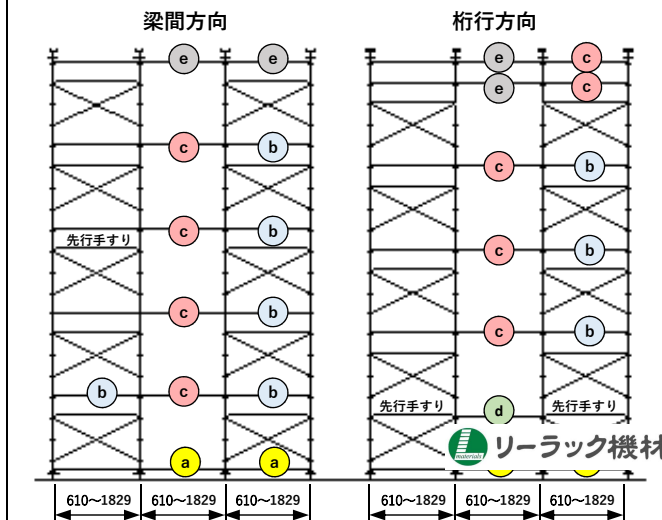 梁間方向 桁行方向
e e e c
e c
c b c b
先行手すり
c b c b
c b c b
b c b 先行手すり d 先行手すり
a a
リーラック機材
materials
610～1829 610～1829 610～1829 610～1829 610～1829 610～1829